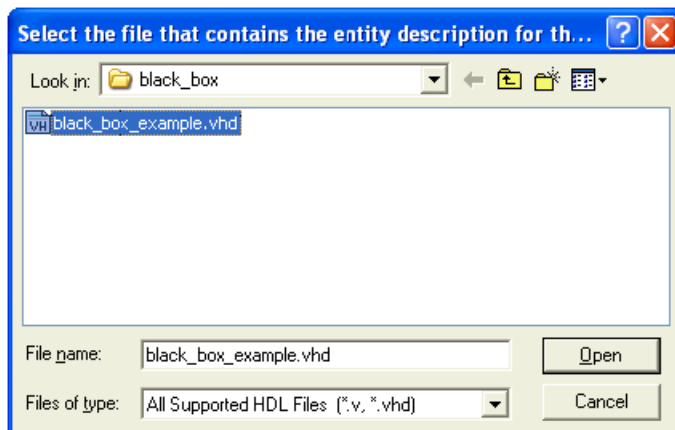 Select the file that contains the entity description for th...
Look in: black_box
black_box_example.vhd
File name: black_box_example.vhd
Open
Files of type: All Supported HDL Files (*.v, *.vhd)
Cancel